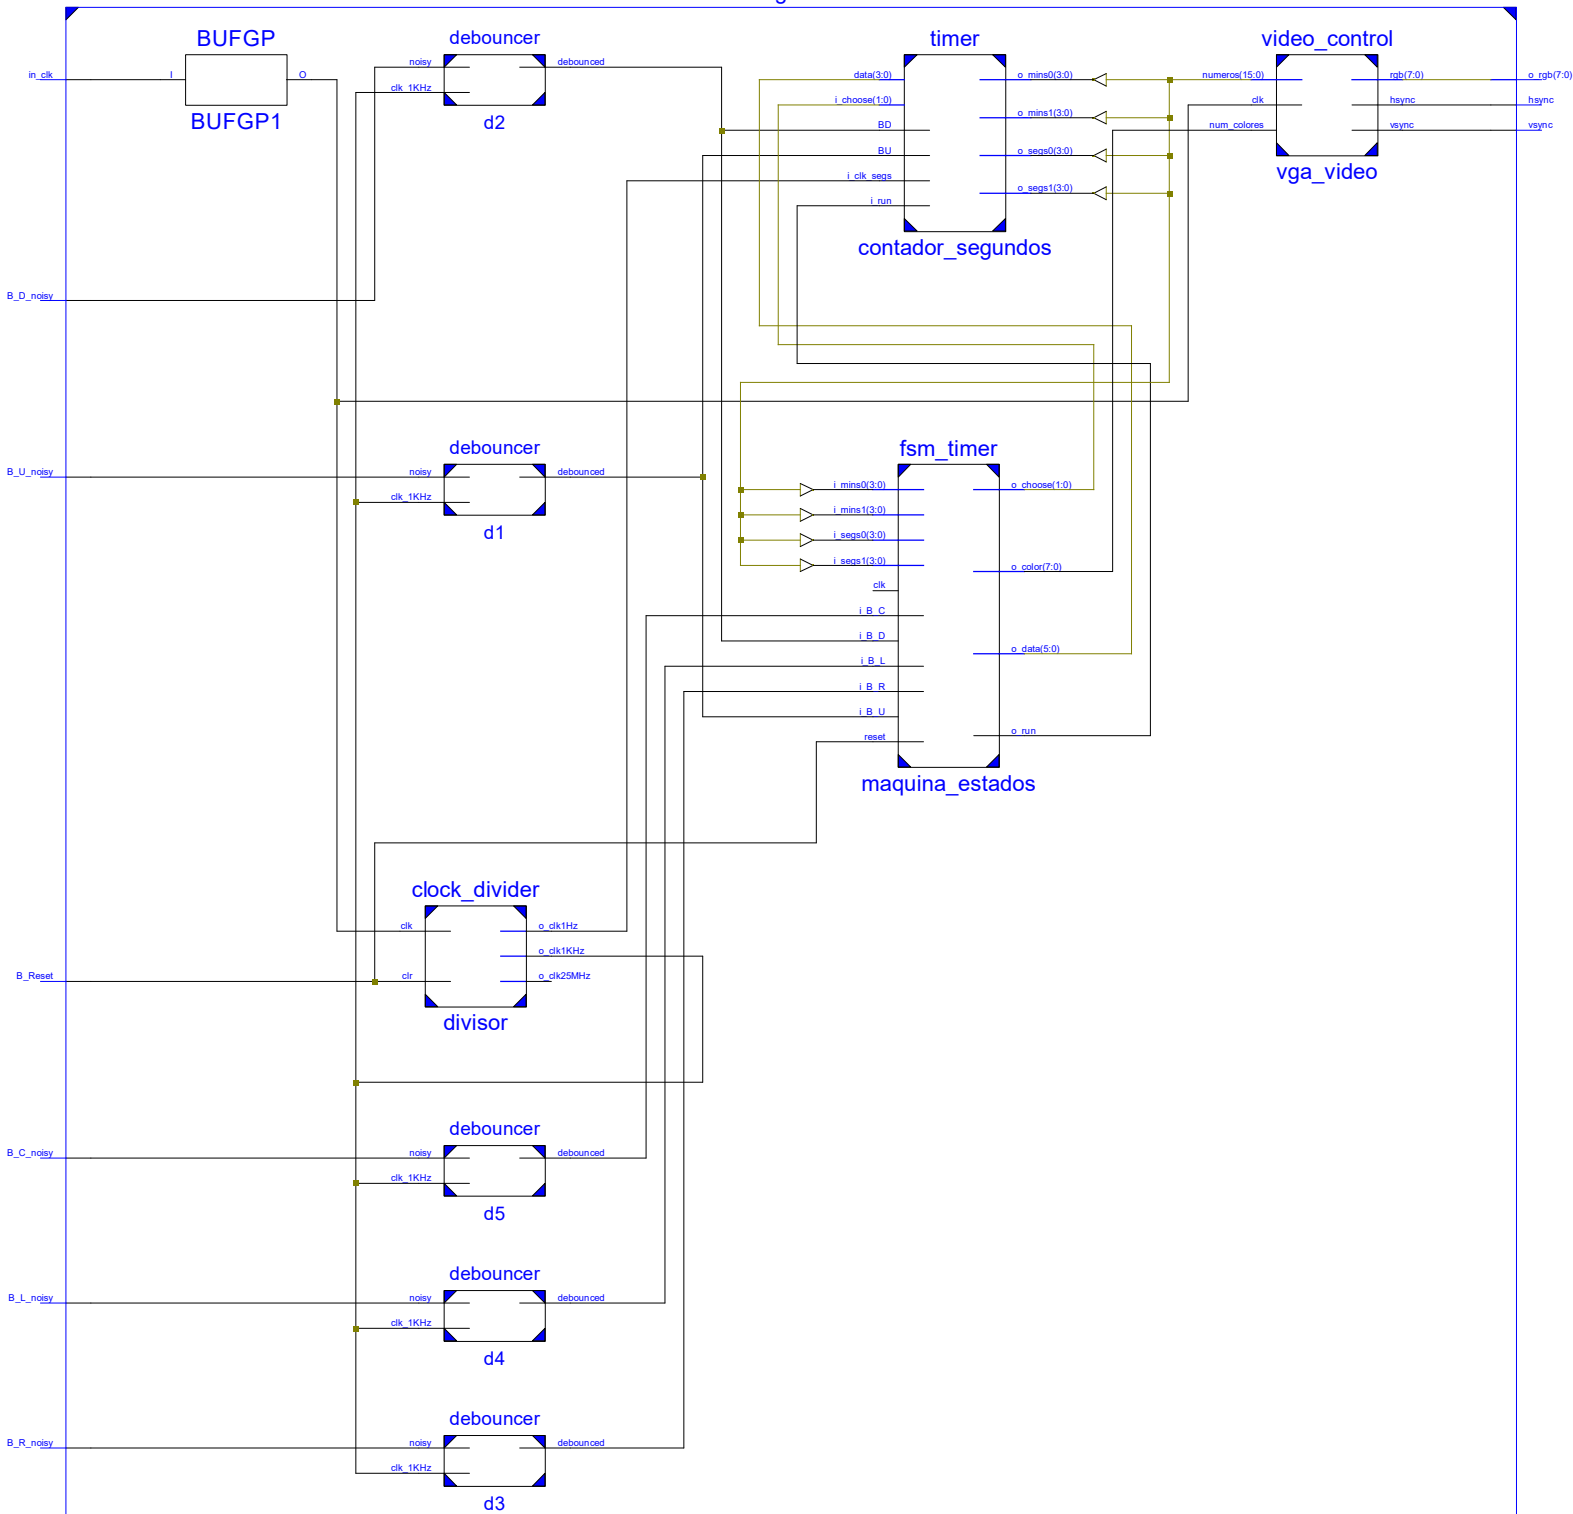 g
BUFGP
in_clk
I
O
BUFGP1
debouncer
noisy
debounced
clk_1KHz
d2
timer
data(3:0)
i_choose(1:0)
BD
BU
i_clk_segs
i_run
o_mins0(3:0)
o_mins1(3:0)
o_segs0(3:0)
o_segs1(3:0)
contador_segundos
video_control
numeros(15:0)
clk
num_colores
rgb(7:0)
hsync
vsync
o_rgb(7:0)
hsync
vsync
vga_video
B_D_noisy
debouncer
B_U_noisy
noisy
debounced
clk_1KHz
d1
fsm_timer
i_mins0(3:0)
i_mins1(3:0)
i_segs0(3:0)
i_segs1(3:0)
clk
i_B_C
i_B_D
i_B_L
i_B_R
i_B_U
reset
o_choose(1:0)
o_color(7:0)
o_data(5:0)
o_run
maquina_estados
clock_divider
clk
clr
o_clk1Hz
o_clk1KHz
o_clk25MHz
B_Reset
divisor
debouncer
B_C_noisy
noisy
debounced
clk_1KHz
d5
debouncer
B_L_noisy
noisy
debounced
clk_1KHz
d4
debouncer
B_R_noisy
noisy
debounced
clk_1KHz
d3